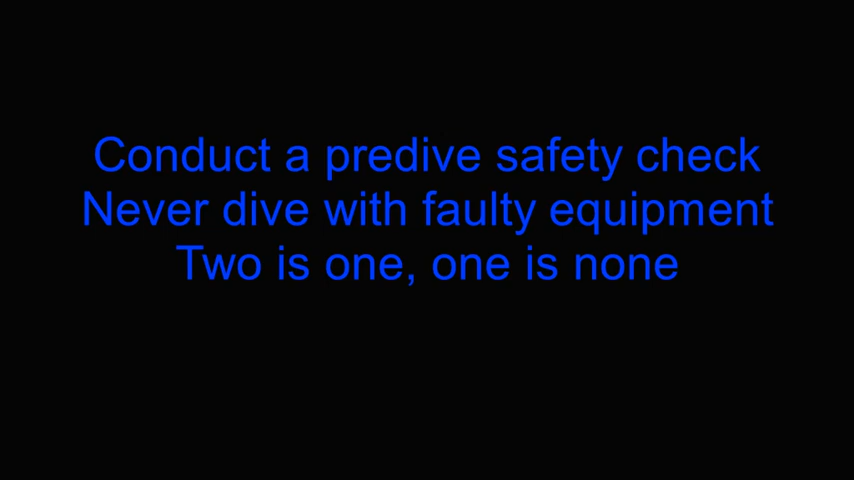 Conduct a predive safety check
Never dive with faulty equipment
Two is one, one is none